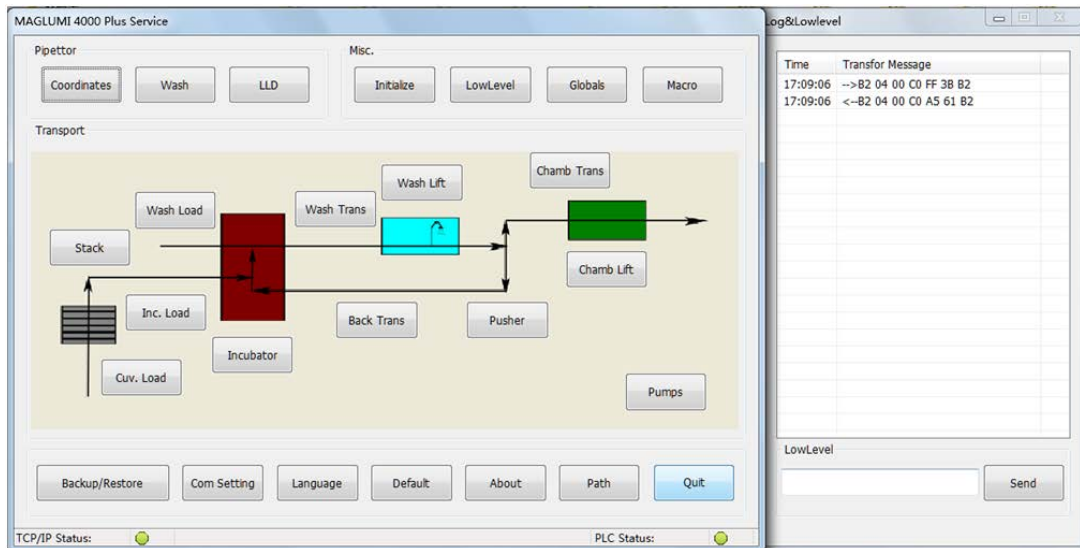 MAGLUMI 4000 Plus Service
Log&Lowlevel
Pipettor
Misc.
Coordinates
Wash
LLD
Initialize
LowLevel
Globals
Macro
Time Transfor Message
17:09:06 -->B2 04 00 C0 FF 3B B2
17:09:06 <--B2 04 00 C0 A5 61 B2
Transport
Chamb Trans
Wash Lift
Wash Load
Wash Trans
Stack
Chamb Lift
Inc. Load
Back Trans
Pusher
Incubator
Cuv. Load
Pumps
LowLevel
Backup/Restore
Com Setting
Language
Default
About
Path
Quit
Send
TCP/IP Status:
PLC Status: